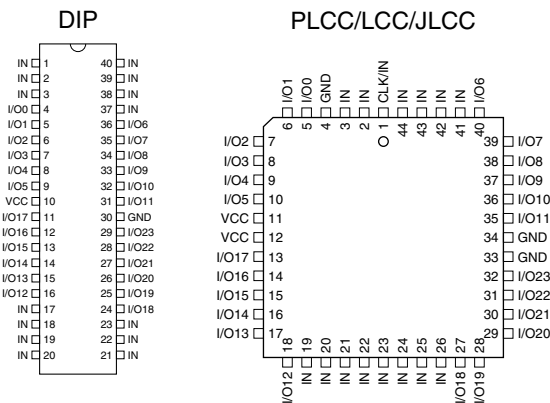 DIP
IN 1 40 IN
IN 2 39 IN
IN 3 38 IN
I/O0 4 37 IN
I/O1 5 36 I/O6
I/O2 6 35 I/O7
I/O3 7 34 I/O8
I/O4 8 33 I/O9
I/O5 9 32 I/O10
VCC 10 31 I/O11
I/O17 11 30 GND
I/O16 12 29 I/O23
I/O15 13 28 I/O22
I/O14 14 27 I/O21
I/O13 15 26 I/O20
I/O12 16 25 I/O19
IN 17 24 I/O18
IN 18 23 IN
IN 19 22 IN
IN 20 21 IN
PLCC/LCC/JLCC
I/O1 I/O0 GND IN IN CLK/IN IN IN IN IN I/O6
6 5 4 3 2 1 44 43 42 41 40
I/O2 7 39 I/O7
I/O3 8 38 I/O8
I/O4 9 37 I/O9
I/O5 10 36 I/O10
VCC 11 35 I/O11
VCC 12 34 GND
I/O17 13 33 GND
I/O16 14 32 I/O23
I/O15 15 31 I/O22
I/O14 16 30 I/O21
I/O13 17 29 I/O20
18 19 20 21 22 23 24 25 26 27 28
I/O12 IN IN IN IN IN IN IN IN I/O18 I/O19